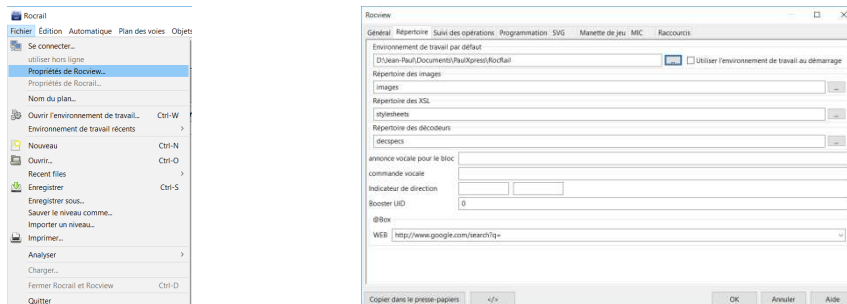 Rocrail
Fichier Édition Automatique Plan des voies Objets
Se connecter...
utiliser hors ligne
Propriétés de Rocview...
Propriétés de Rocrail...
Nom du plan...
Ouvrir l'environnement de travail... Ctrl-W
Environnement de travail récents >
Nouveau Ctrl-N
Ouvrir... Ctrl-O
Recent files >
Enregistrer Ctrl-S
Enregistrer sous...
Sauver le niveau comme...
Importer un niveau...
Imprimer...
Analyser >
Charger...
Fermer Rocrail et Rocview Ctrl-D
Quitter
Rocview
Général Répertoire Suivi des opérations Programmation SVG Manette de jeu MIC Raccourcis
Environnement de travail par défaut
D:\Jean-Paul\Documents\PaulXpress\RocRail ... Utiliser l'environnement de travail au démarrage
Répertoire des images
images ...
Répertoire des XSL
stylesheets ...
Répertoire des décodeurs
decspecs ...
annonce vocale pour le bloc
commande vocale
Indicateur de direction
Booster UID 0
@Box
WEB http://www.google.com/search?q=
Copier dans le presse-papiers </> OK Annuler Aide